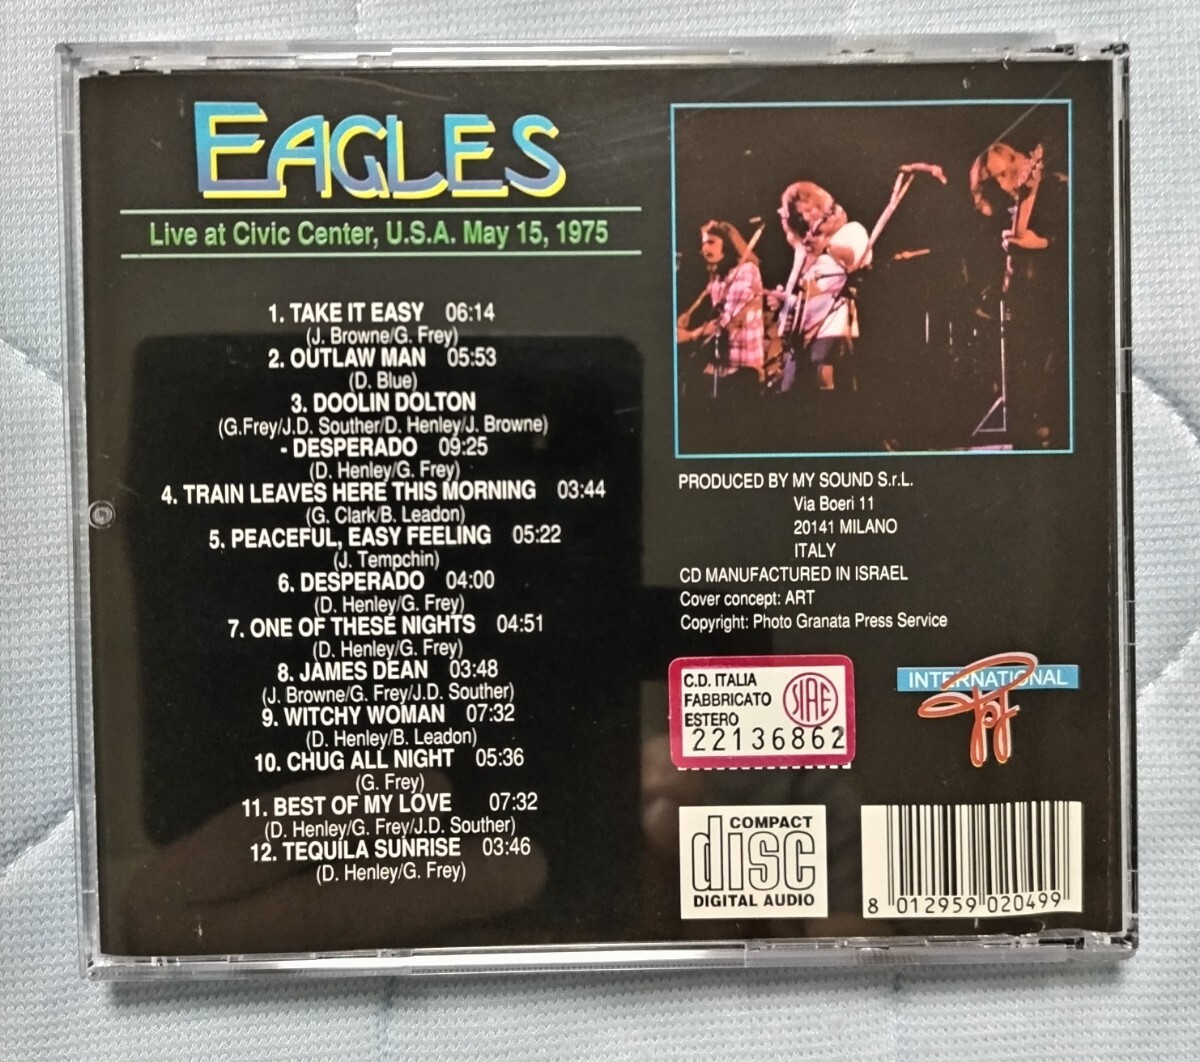 EAGLES
Live at Civic Center, U.S.A. May 15, 1975
1. TAKE IT EASY 06:14
(J. Browne/G. Frey)
2. OUTLAW MAN 05:53
(D. Blue)
3. DOOLIN DOLTON
(G.Frey/J.D. Souther/D. Henley/J. Browne)
- DESPERADO 09:25
(D. Henley/G. Frey)
4. TRAIN LEAVES HERE THIS MORNING 03:44
(G. Clark/B. Leadon)
5. PEACEFUL, EASY FEELING 05:22
(J. Tempchin)
6. DESPERADO 04:00
(D. Henley/G. Frey)
7. ONE OF THESE NIGHTS 04:51
(D. Henley/G. Frey)
8. JAMES DEAN 03:48
(J. Browne/G. Frey/J.D. Souther)
9. WITCHY WOMAN 07:32
(D. Henley/B. Leadon)
10. CHUG ALL NIGHT 05:36
(G. Frey)
11. BEST OF MY LOVE 07:32
(D. Henley/G. Frey/J.D. Souther)
12. TEQUILA SUNRISE 03:46
(D. Henley/G. Frey)
PRODUCED BY MY SOUND S.r.L.
Via Boeri 11
20141 MILANO
ITALY
CD MANUFACTURED IN ISRAEL
Cover concept: ART
Copyright: Photo Granata Press Service
C.D. ITALIA
FABBRICATO
ESTERO
SIAE
22136862
INTERNATIONAL
COMPACT
disc
DIGITAL AUDIO
8 012959 020499